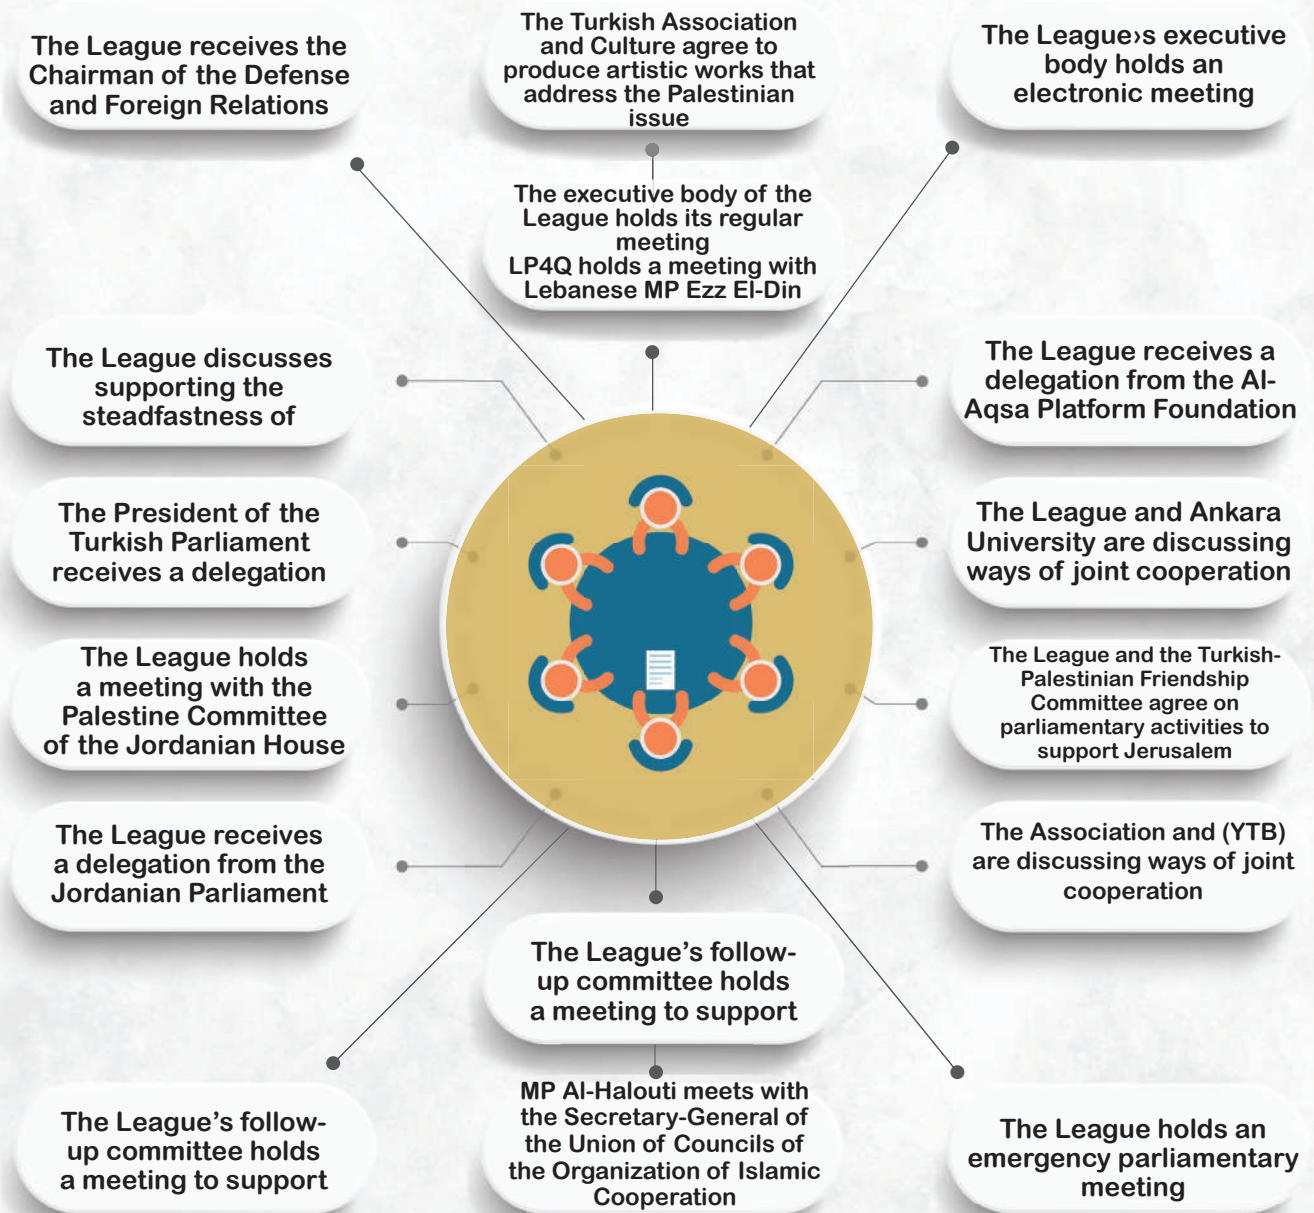 The League receives the
Chairman of the Defense
and Foreign Relations
The Turkish Association
and Culture agree to
produce artistic works that
address the Palestinian
issue
The League›s executive
body holds an
electronic meeting
The executive body of the
League holds its regular
meeting
LP4Q holds a meeting with
Lebanese MP Ezz El-Din
The League discusses
supporting the
steadfastness of
The League receives a
delegation from the Al-
Aqsa Platform Foundation
The President of the
Turkish Parliament
receives a delegation
The League and Ankara
University are discussing
ways of joint cooperation
The League holds
a meeting with the
Palestine Committee
of the Jordanian House
The League and the Turkish-
Palestinian Friendship
Committee agree on
parliamentary activities to
support Jerusalem
The League receives
a delegation from the
Jordanian Parliament
The Association and (YTB)
are discussing ways of joint
cooperation
The League’s follow-
up committee holds
a meeting to support
The League’s follow-
up committee holds
a meeting to support
MP Al-Halouti meets with
the Secretary-General of
the Union of Councils of
the Organization of Islamic
Cooperation
The League holds an
emergency parliamentary
meeting